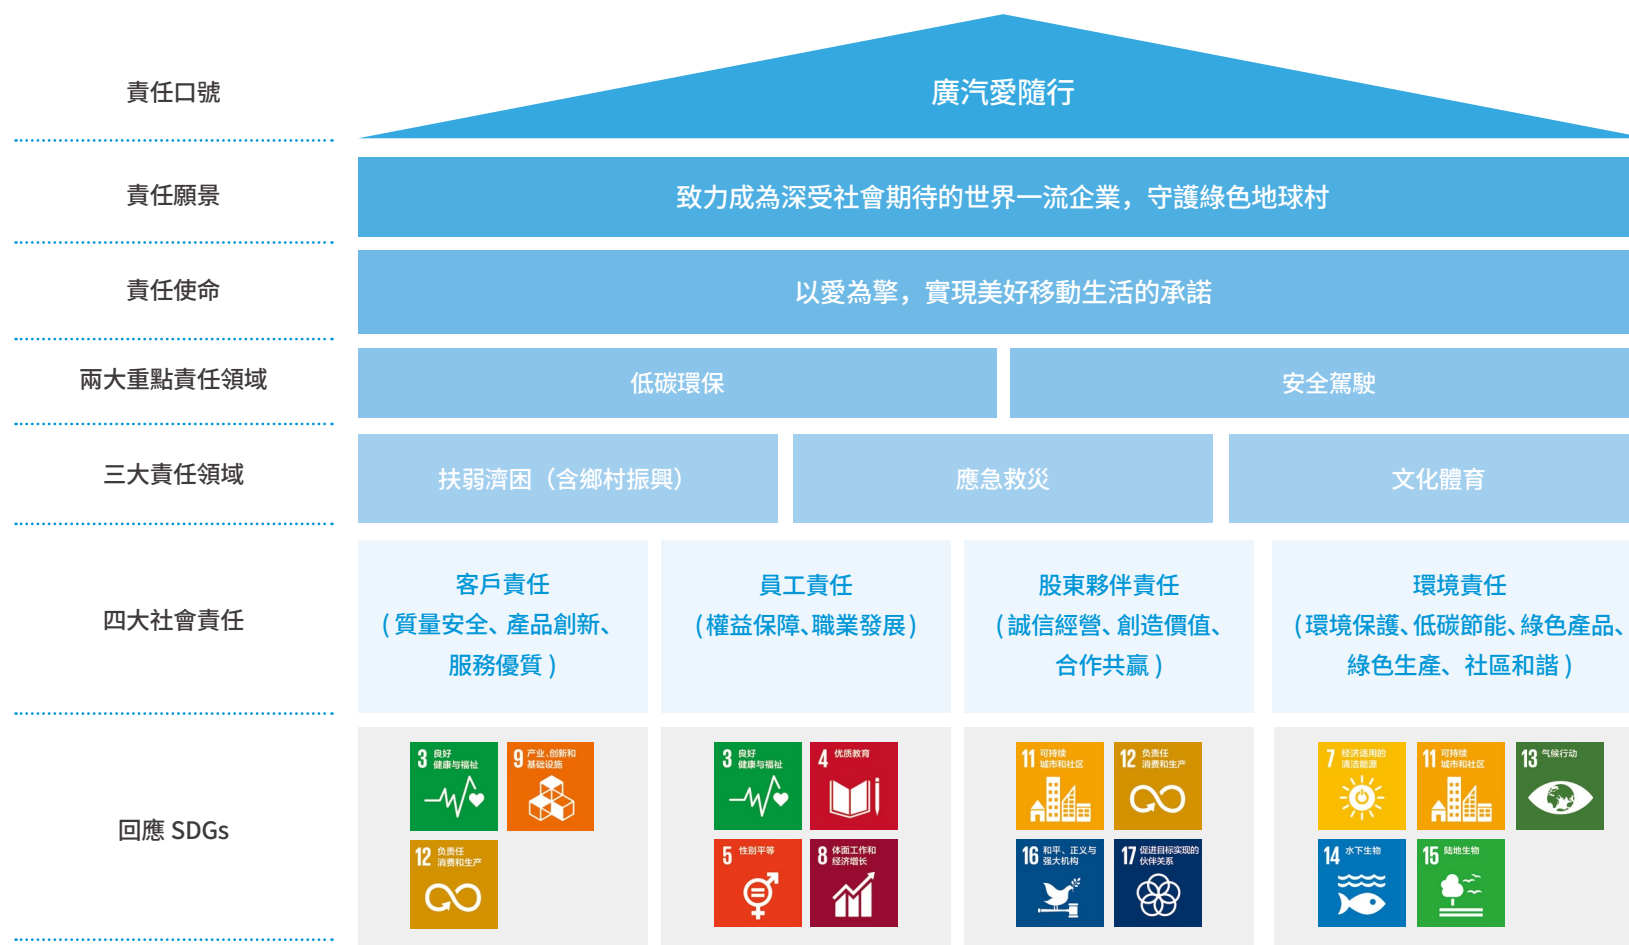 責任口號
廣汽愛隨行
責任願景
致力成為深受社會期待的世界一流企業，守護綠色地球村
責任使命
以愛為擎，實現美好移動生活的承諾
兩大重點責任領域
低碳環保
安全駕駛
三大責任領域
扶弱濟困（含鄉村振興）
應急救災
文化體育
四大社會責任
客戶責任
(質量安全、產品創新、
服務優質)
員工責任
(權益保障、職業發展)
股東夥伴責任
(誠信經營、創造價值、
合作共贏)
環境責任
(環境保護、低碳節能、綠色產品、
綠色生產、社區和諧)
回應 SDGs
3 良好
健康与福祉
9 产业、创新和
基础设施
12 负责任
消费和生产
3 良好
健康与福祉
4 优质教育
5 性别平等
8 体面工作和
经济增长
11 可持续
城市和社区
12 负责任
消费和生产
16 和平、正义与
强大机构
17 促进目标实现的
伙伴关系
7 经济适用的
清洁能源
11 可持续
城市和社区
13 气候行动
14 水下生物
15 陆地生物